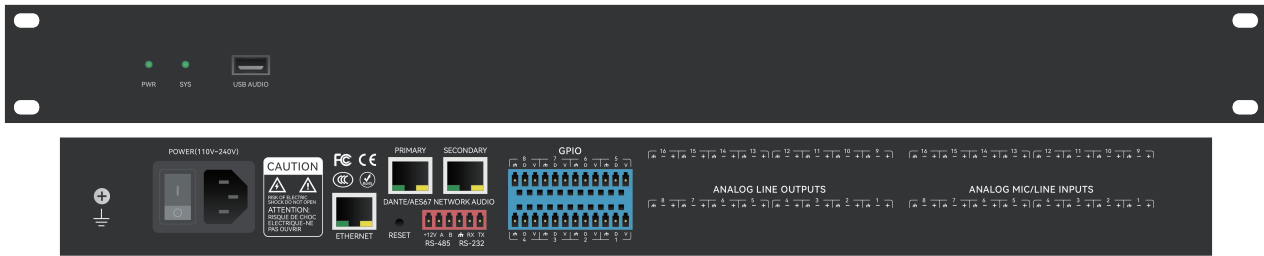 PWR SYS USB AUDIO
POWER(110V~240V)
CAUTION
RISK OF ELECTRIC
SHOCK DO NOT OPEN
ATTENTION:
RISQUE DE CHOC
ELECTRIQUE-NE
PAS OUVRIR
FC CE
CCC
ETHERNET
PRIMARY SECONDARY
DANTE/AES67 NETWORK AUDIO
RESET
+12V A B RX TX
RS-485 RS-232
GPIO
8 7 6 5
D V D V D V D V
D V D V D V D V
4 3 2 1
16 15 14 13 12 11 10 9
- + - + - + - + - + - + - + - +
ANALOG LINE OUTPUTS
8 7 6 5 4 3 2 1
- + - + - + - + - + - + - + - +
16 15 14 13 12 11 10 9
- + - + - + - + - + - + - + - +
ANALOG MIC/LINE INPUTS
8 7 6 5 4 3 2 1
- + - + - + - + - + - + - + - +